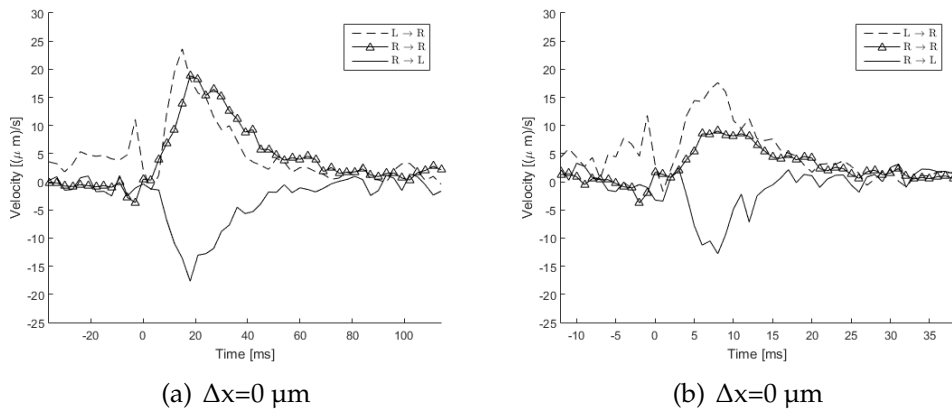 30
25
20
15
10
5
0
-5
-10
-15
-20
-25
Velocity [(μ m)/s]
-20 0 20 40 60 80 100
Time [ms]
L → R
R → R
R → L
(a) Δx=0 μm
30
25
20
15
10
5
0
-5
-10
-15
-20
-25
Velocity [(μ m)/s]
-10 -5 0 5 10 15 20 25 30 35
Time [ms]
L → R
R → R
R → L
(b) Δx=0 μm